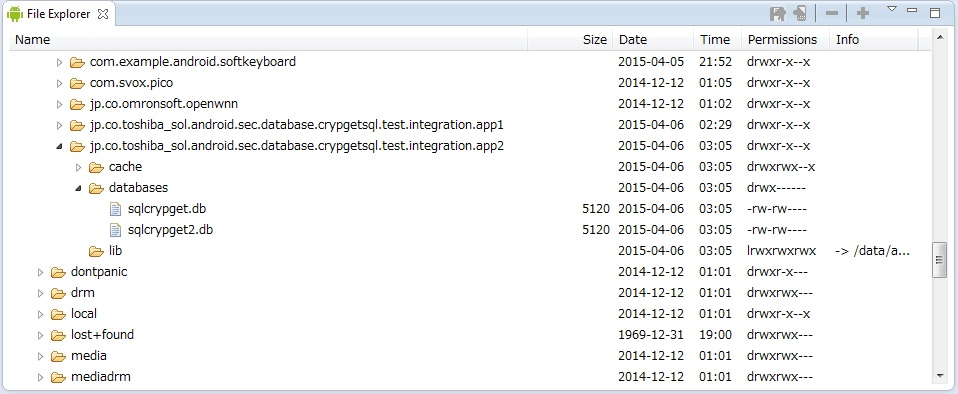 File Explorer
Name Size Date Time Permissions Info
com.example.android.softkeyboard 2015-04-05 21:52 drwxr-x--x
com.svox.pico 2014-12-12 01:05 drwxr-x--x
jp.co.omronsoft.openwnn 2014-12-12 01:02 drwxr-x--x
jp.co.toshiba_sol.android.sec.database.crypgetsql.test.integration.app1 2015-04-06 02:29 drwxr-x--x
jp.co.toshiba_sol.android.sec.database.crypgetsql.test.integration.app2 2015-04-06 03:05 drwxr-x--x
cache 2015-04-06 03:05 drwxrwx--x
databases 2015-04-06 03:05 drwx------
sqlcrypget.db 5120 2015-04-06 03:05 -rw-rw----
sqlcrypget2.db 5120 2015-04-06 03:05 -rw-rw----
lib 2015-04-06 03:05 lrwxrwxrwx -> /data/a...
dontpanic 2014-12-12 01:01 drwxr-x---
drm 2014-12-12 01:01 drwxrwx---
local 2014-12-12 01:01 drwxr-x--x
lost+found 1969-12-31 19:00 drwxrwx---
media 2014-12-12 01:01 drwxrwx---
mediadrm 2014-12-12 01:01 drwxrwx---